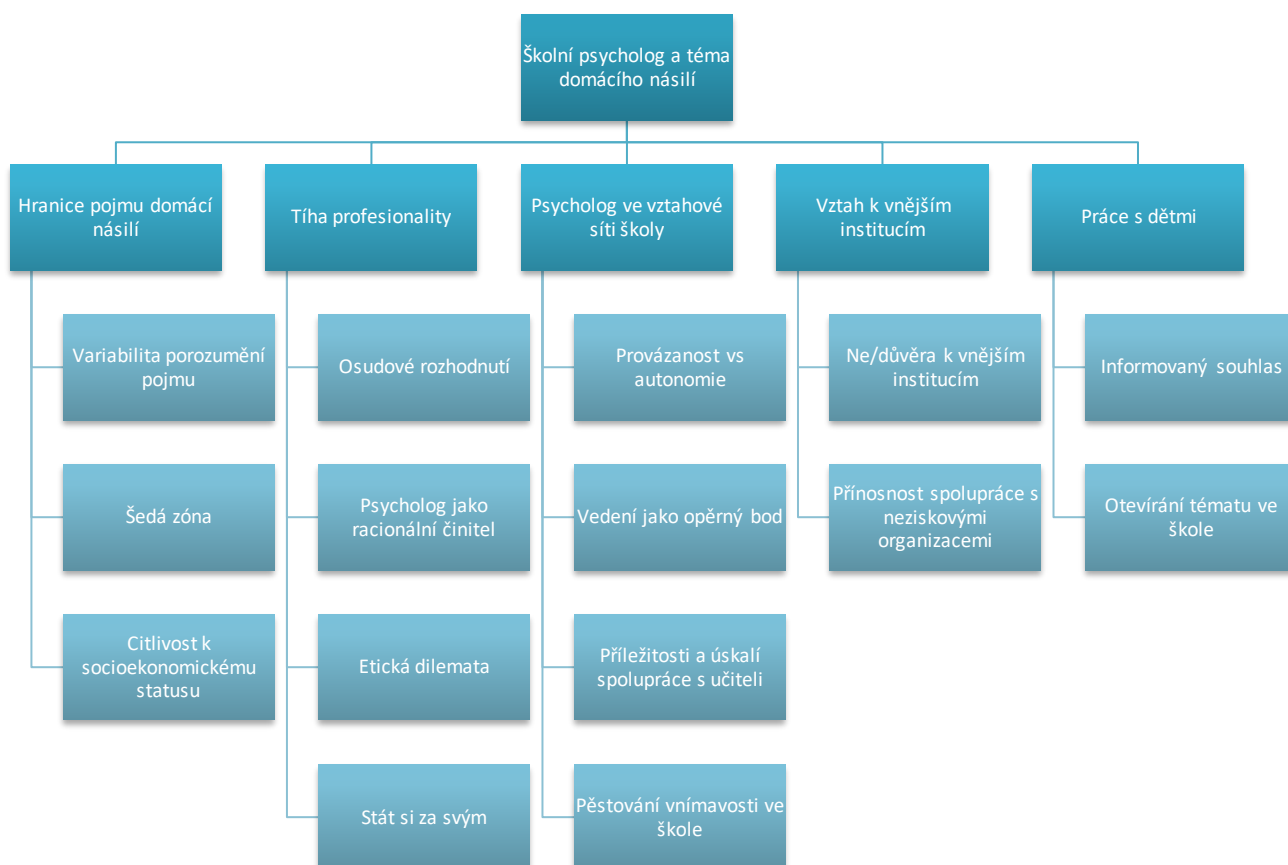 Školní psycholog a téma
domácího násilí
Hranice pojmu domácí
násilí
Tíha profesionality
Psycholog ve vztahové
síti školy
Vztah k vnějším
institucím
Práce s dětmi
Variabilita porozumění
pojmu
Osudové rozhodnutí
Provázanost vs
autonomie
Ne/důvěra k vnějším
institucím
Informovaný souhlas
Šedá zóna
Psycholog jako
racionální činitel
Vedení jako opěrný bod
Přínosnost spolupráce s
neziskovými
organizacemi
Otevírání tématu ve
škole
Citlivost k
socioekonomickému
statusu
Etická dilemata
Příležitosti a úskalí
spolupráce s učiteli
Stát si za svým
Pěstování vnímavosti ve
škole